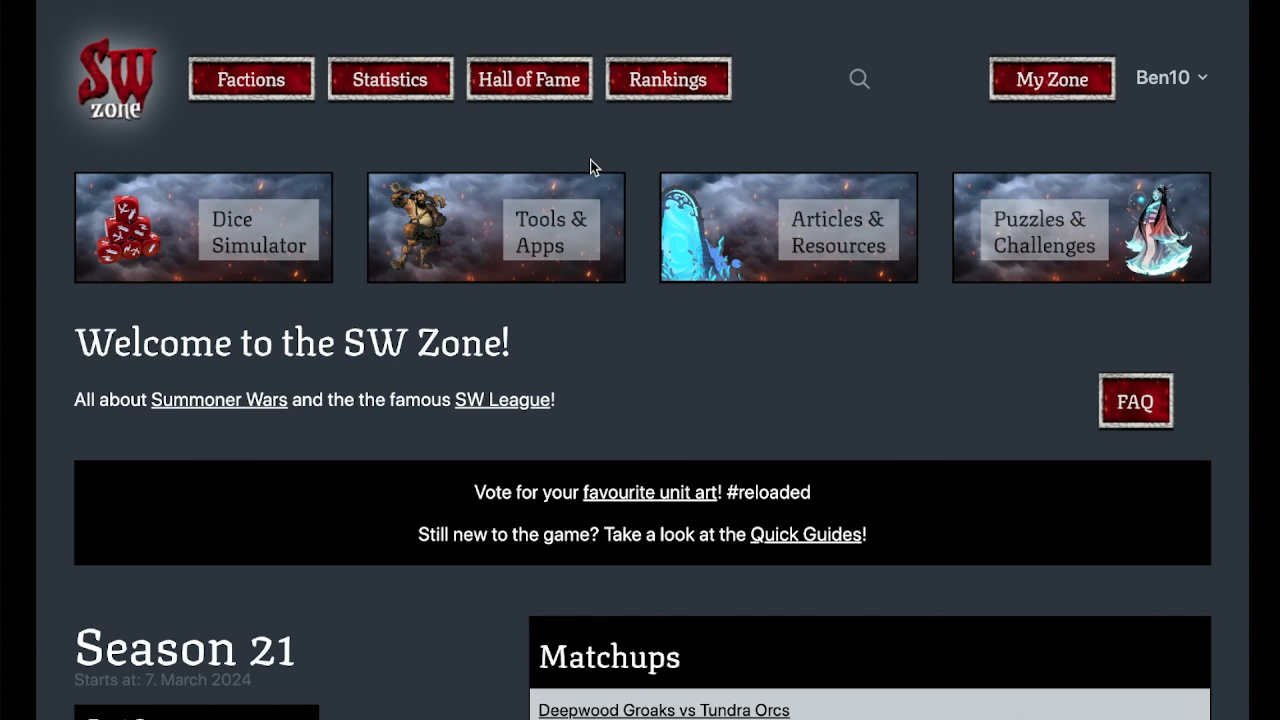 SW
zone
Factions
Statistics
Hall of Fame
Rankings
My Zone
Ben10
Dice
Simulator
Tools &
Apps
Articles &
Resources
Puzzles &
Challenges
Welcome to the SW Zone!
All about Summoner Wars and the the famous SW League!
FAQ
Vote for your favourite unit art! #reloaded
Still new to the game? Take a look at the Quick Guides!
Season 21
Starts at: 7. March 2024
Matchups
Deepwood Groaks vs Tundra Orcs